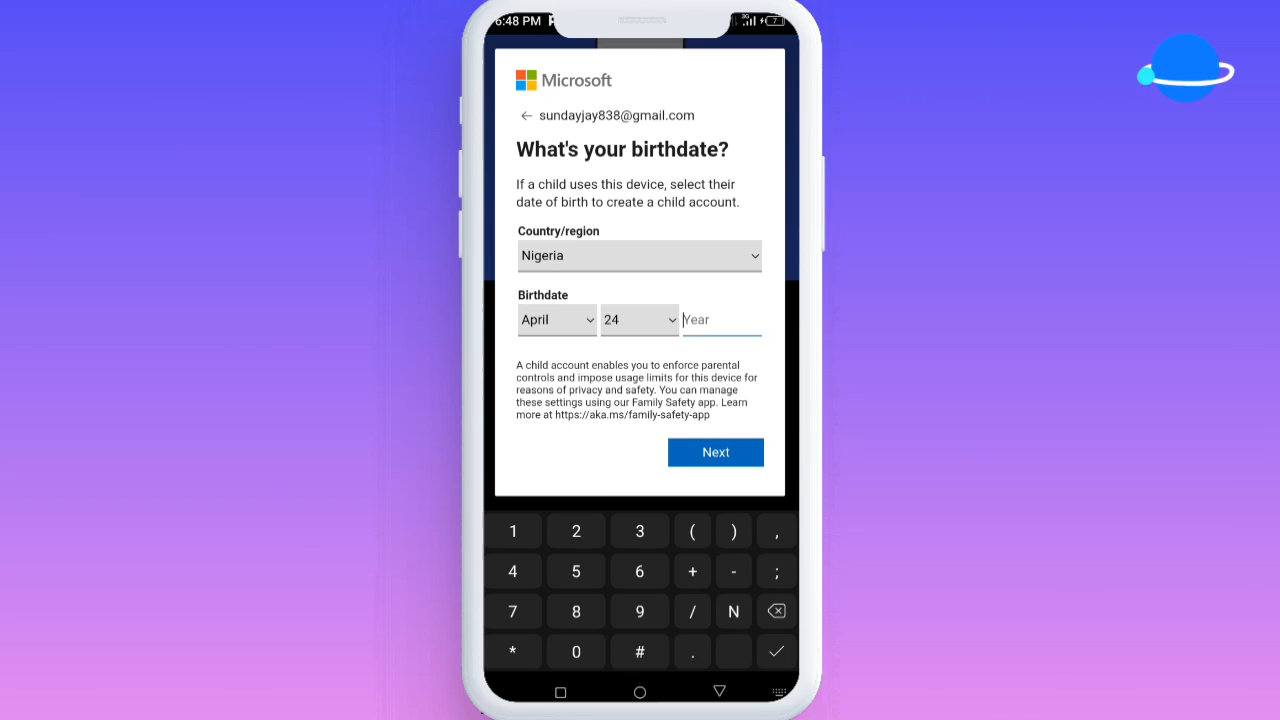 6:48 PM
3G
7
Microsoft
← sundayjay838@gmail.com
What's your birthdate?
If a child uses this device, select their
date of birth to create a child account.
Country/region
Nigeria
Birthdate
April 24 Year
A child account enables you to enforce parental
controls and impose usage limits for this device for
reasons of privacy and safety. You can manage
these settings using our Family Safety app. Learn
more at https://aka.ms/family-safety-app
Next
1 2 3 ( ) ,
4 5 6 + - ;
7 8 9 / N
* 0 # .